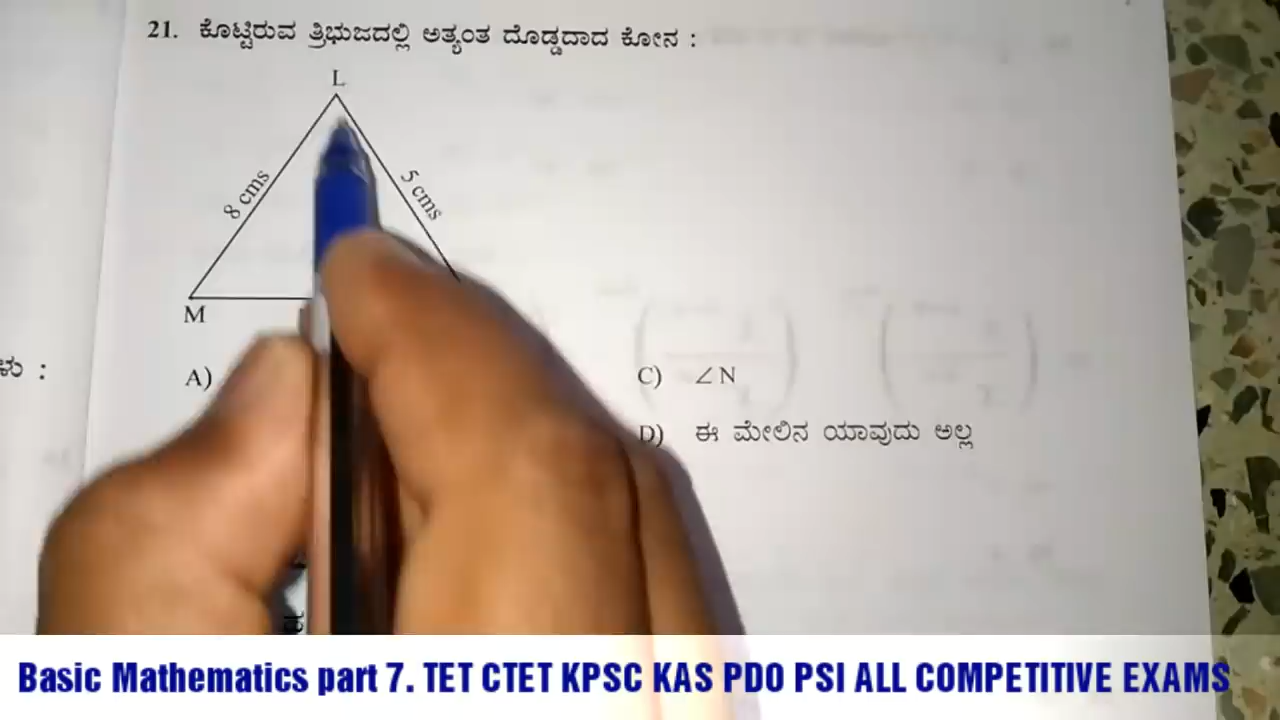 21. ಕೊಟ್ಟಿರುವ ತ್ರಿಭುಜದಲ್ಲಿ ಅತ್ಯಂತ ದೊಡ್ಡದಾದ ಕೋನ :
L
8 cms
5 cms
M
ಳು :
A)
C) ∠N
D) ಈ ಮೇಲಿನ ಯಾವುದು ಅಲ್ಲ
Basic Mathematics part 7. TET CTET KPSC KAS PDO PSI ALL COMPETITIVE EXAMS